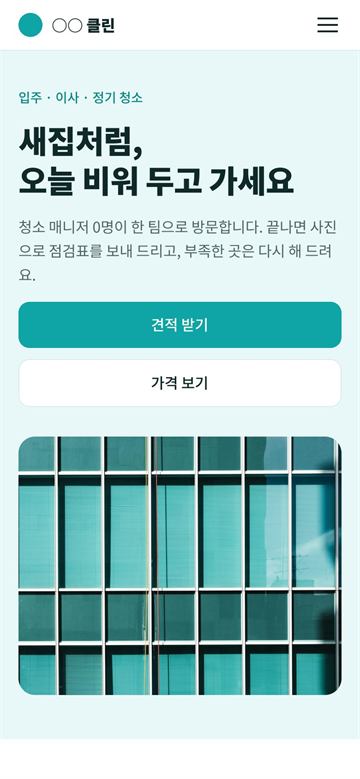 ○○ 클린
입주 · 이사 · 정기 청소
새집처럼,
오늘 비워 두고 가세요
청소 매니저 0명이 한 팀으로 방문합니다. 끝나면 사진
으로 점검표를 보내 드리고, 부족한 곳은 다시 해 드려
요.
견적 받기
가격 보기